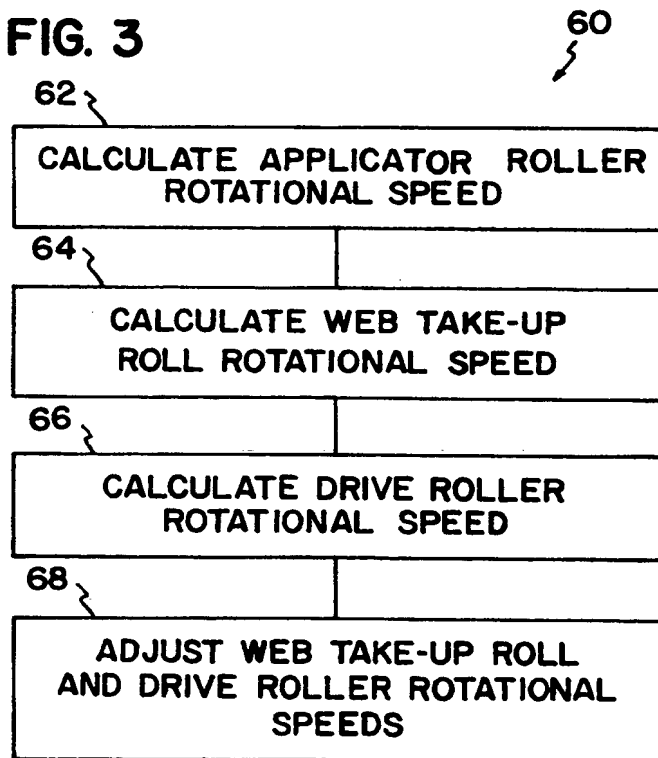 FIG. 3
60
62
CALCULATE APPLICATOR ROLLER
ROTATIONAL SPEED
64
CALCULATE WEB TAKE-UP
ROLL ROTATIONAL SPEED
66
CALCULATE DRIVE ROLLER
ROTATIONAL SPEED
68
ADJUST WEB TAKE-UP ROLL
AND DRIVE ROLLER ROTATIONAL
SPEEDS